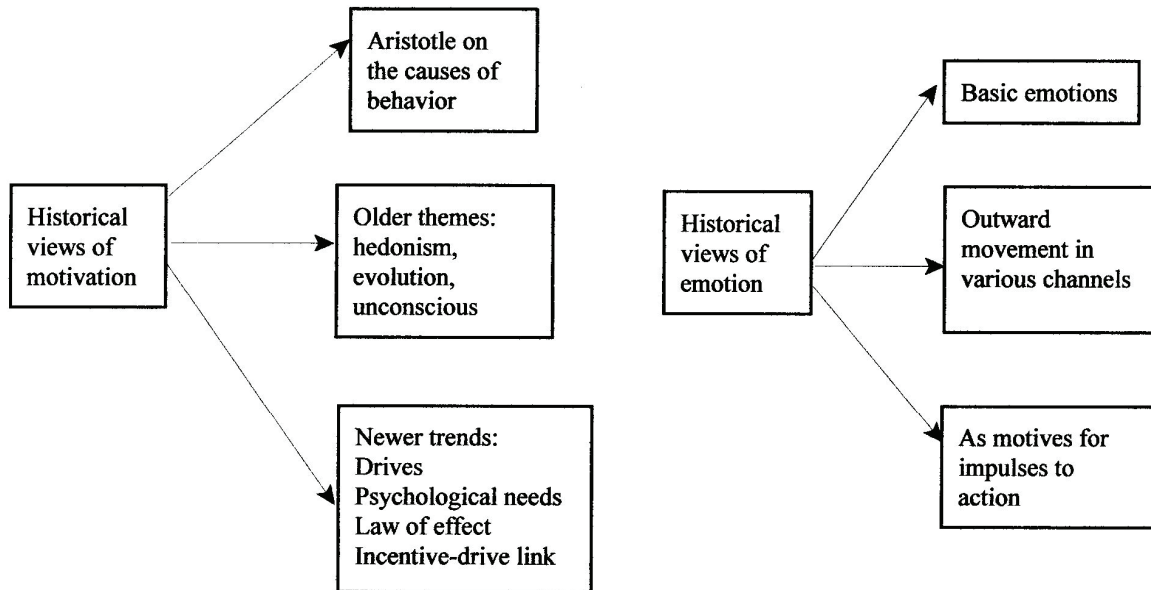 Historical
views of
motivation
Aristotle on
the causes of
behavior
Older themes:
hedonism,
evolution,
unconscious
Newer trends:
Drives
Psychological needs
Law of effect
Incentive-drive link
Historical
views of
emotion
Basic emotions
Outward
movement in
various channels
As motives for
impulses to
action